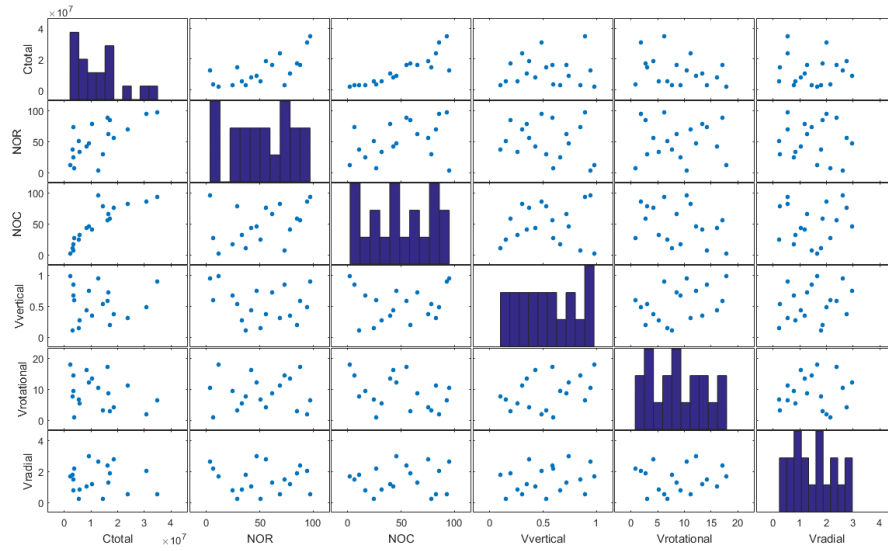 ×10^7
4
2
0
Ctotal
100
50
0
NOR
100
50
0
NOC
1
0.5
0
Vvertical
20
10
0
Vrotational
4
2
0
Vradial
0 1 2 3 4
×10^7
0 50 100
0 50 100
0 0.5 1
0 5 10 15 20
0 1 2 3 4
Ctotal NOR NOC Vvertical Vrotational Vradial